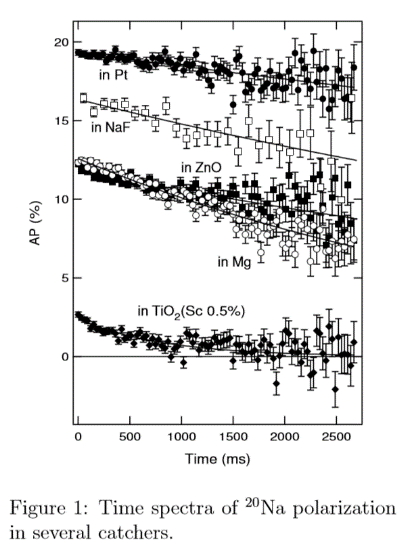 20
in Pt
15
in NaF
in ZnO
10
AP (%)
in Mg
5
in TiO₂(Sc 0.5%)
0
0 500 1000 1500 2000 2500
Time (ms)
Figure 1: Time spectra of ²⁰Na polarization
in several catchers.